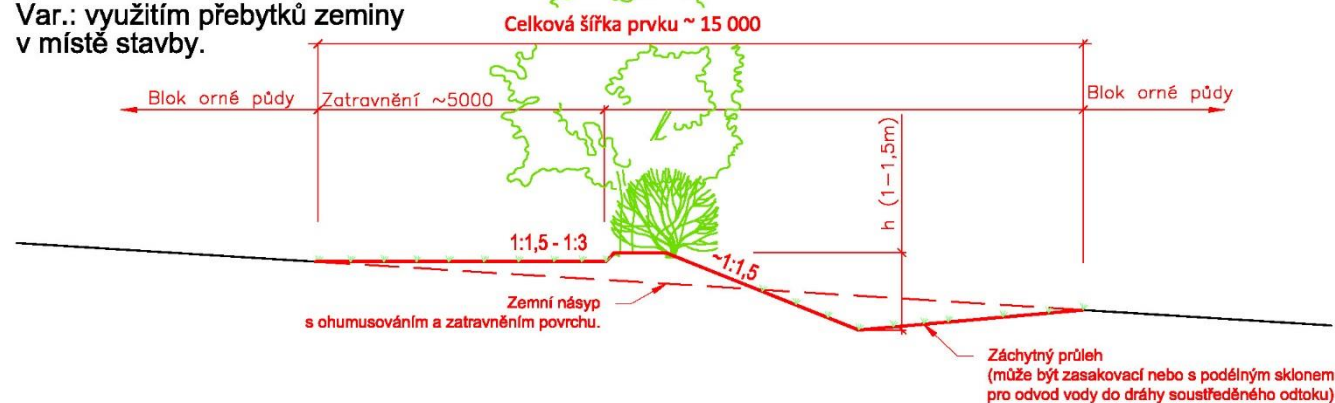 Var.: využitím přebytků zeminy
v místě stavby.
Celková šířka prvku ~ 15 000
Blok orné půdy
Zatravnění ~5000
Blok orné půdy
h (1–1,5m)
1:1,5 - 1:3
~1:1,5
Zemní násyp
s ohumusováním a zatravněním povrchu.
Záchytný průleh
(může být zasakovací nebo s podélným sklonem
pro odvod vody do dráhy soustředěného odtoku)